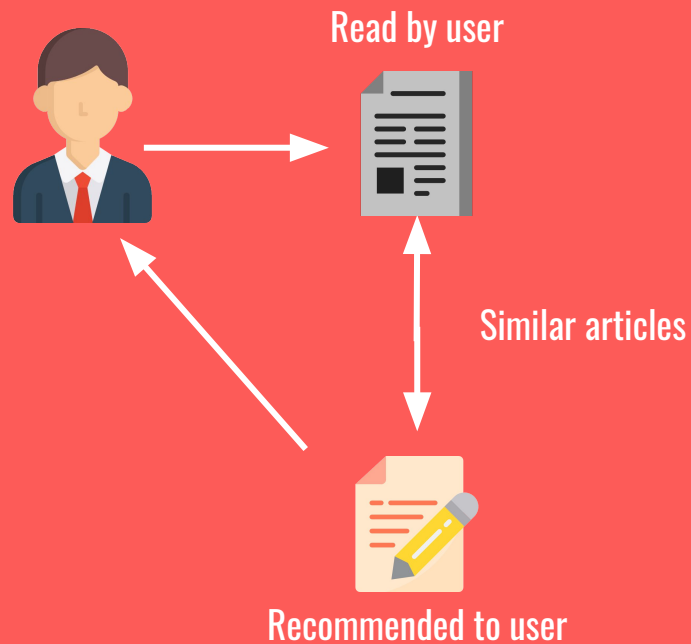 Read by user
Similar articles
Recommended to user